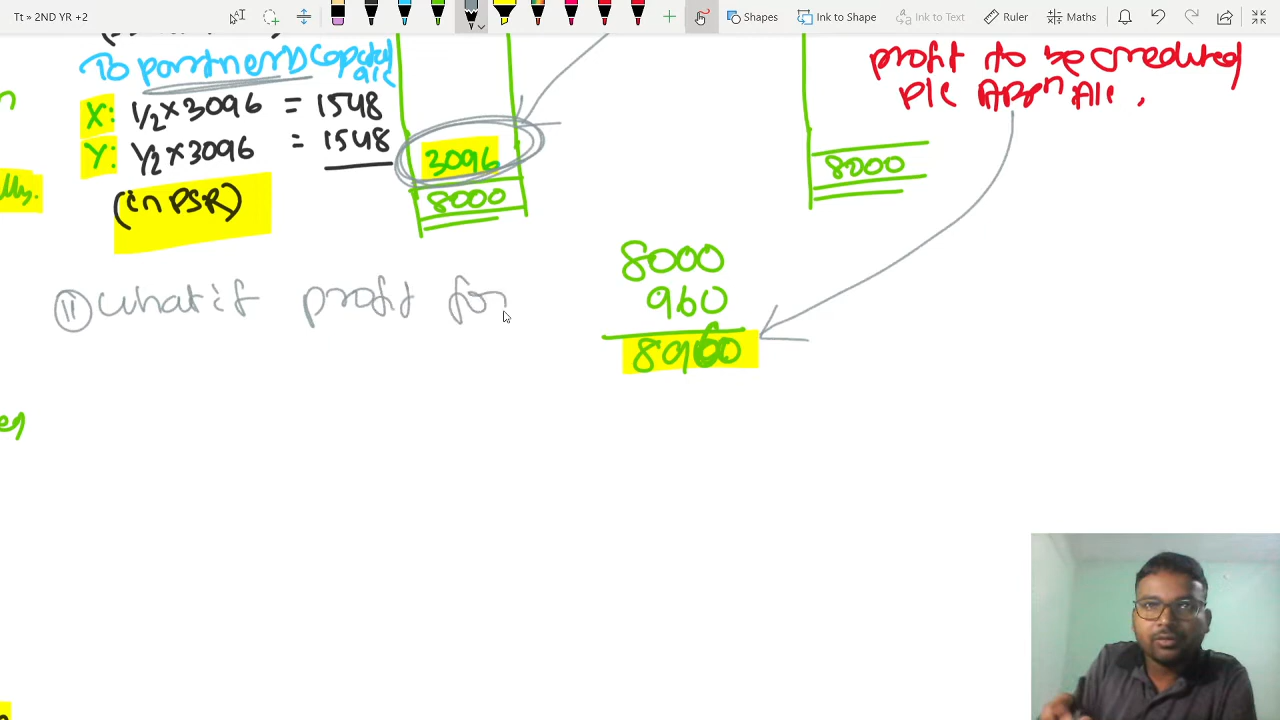 Tt > 2ND YR +2
Shapes
Ink to Shape
Ink to Text
Ruler
Maths
To partner's capital
a/c
X: 1/2 x 3096 = 1548
Y: 1/2 x 3096 = 1548
(in PSR)
3096
8000
8000
profit to be credited
P/L APPn A/c,
8000
960
8960
(II) what if profit for